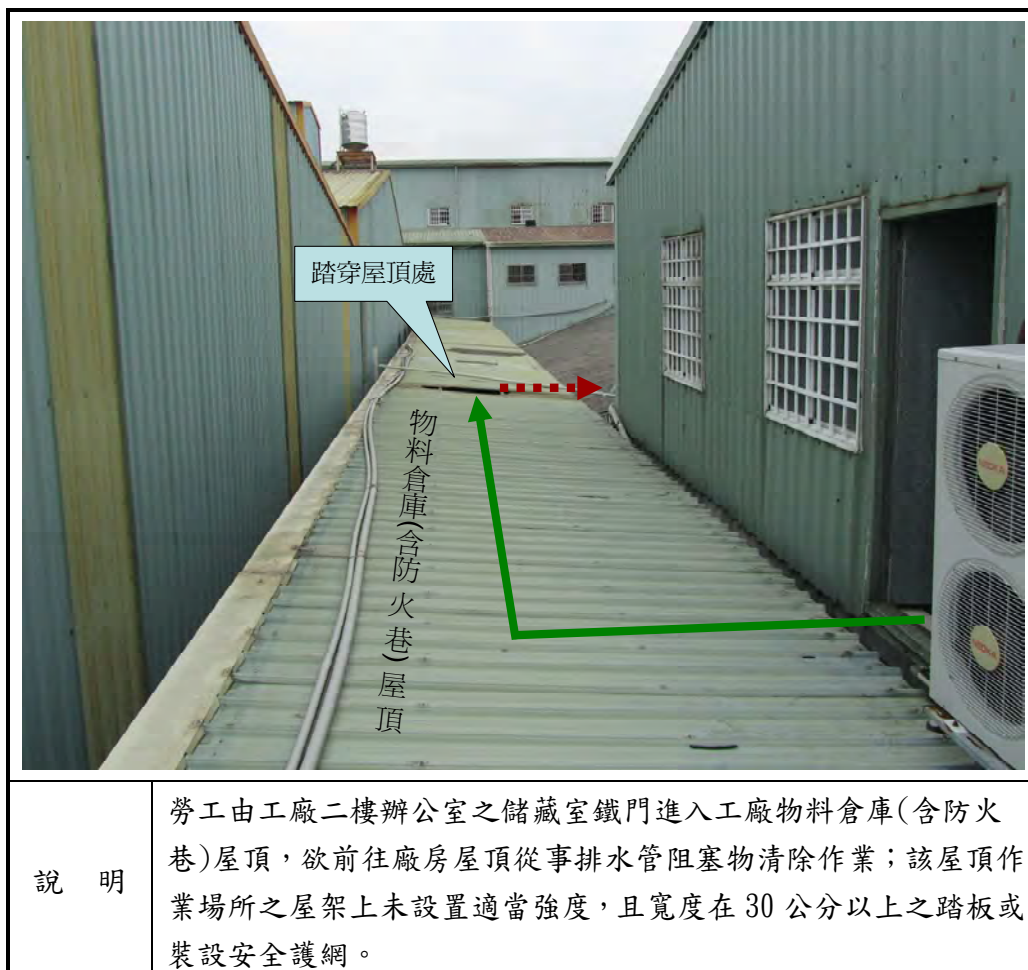 踏穿屋頂處
物料倉庫(含防火巷)屋頂
說 明
勞工由工廠二樓辦公室之儲藏室鐵門進入工廠物料倉庫(含防火
巷)屋頂，欲前往廠房屋頂從事排水管阻塞物清除作業；該屋頂作
業場所之屋架上未設置適當強度，且寬度在 30 公分以上之踏板或
裝設安全護網。